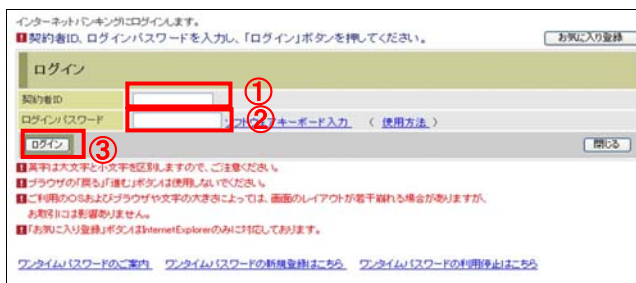 インターネットバンキングにログインします。
契約者ID、ログインパスワードを入力し、「ログイン」ボタンを押してください。
お気に入り登録
ログイン
契約者ID
①
ログインパスワード
②
ソフトウェアキーボード入力 （ 使用方法 ）
ログイン
③
閉じる
英字は大文字と小文字を区別しますので、ご注意ください。
ブラウザの「戻る」「進む」ボタンは使用しないでください。
ご利用のOSおよびブラウザや文字の大きさによっては、画面のレイアウトが若干崩れる場合がありますが、
お取引には影響ありません。
「お気に入り登録」ボタンはInternetExplorerのみに対応しております。
ワンタイムパスワードのご案内 ワンタイムパスワードの新規登録はこちら ワンタイムパスワードの利用停止はこちら